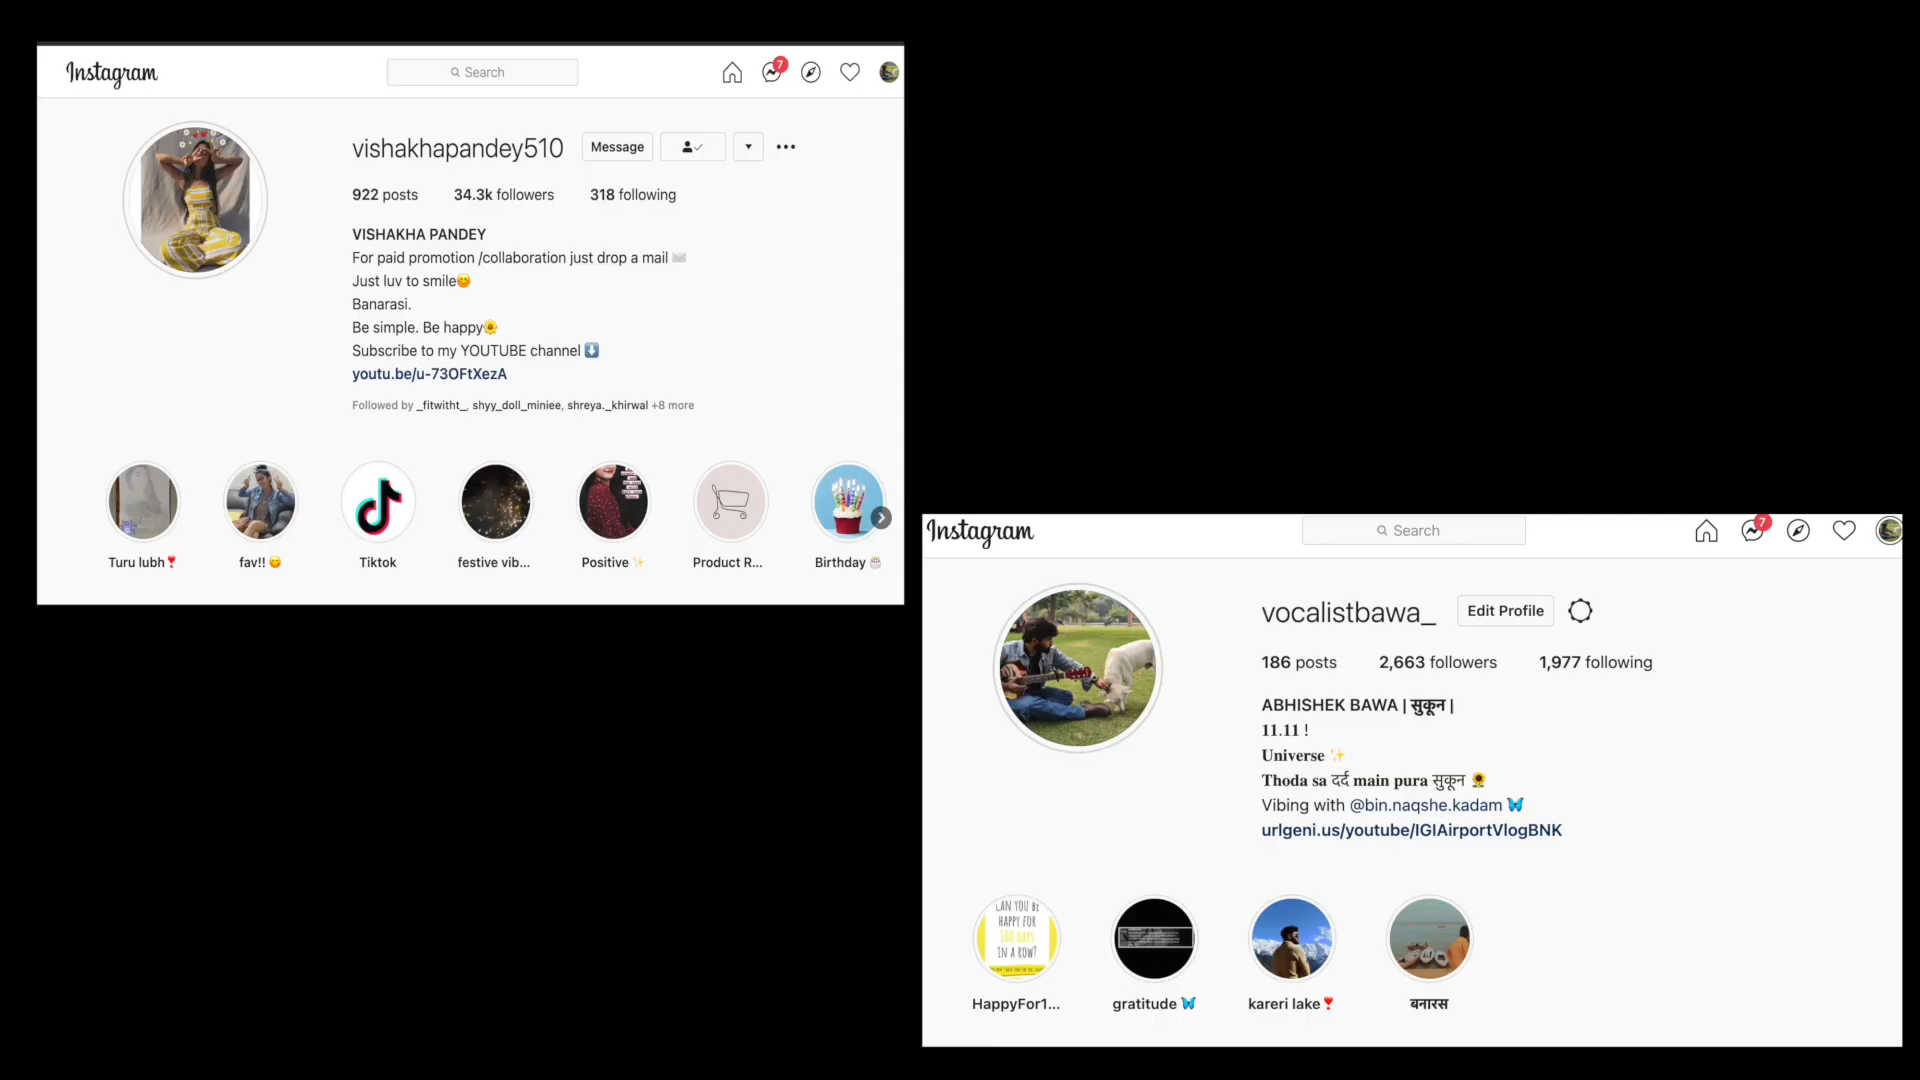 Instagram
Search
7
vishakhapandey510
Message
922 posts 34.3k followers 318 following
VISHAKHA PANDEY
For paid promotion /collaboration just drop a mail ✉️
Just luv to smile😊
Banarasi.
Be simple. Be happy🌼
Subscribe to my YOUTUBE channel ⬇️
youtu.be/u-73OFtXezA
Followed by _fitwitht_, shyy_doll_miniee, shreya._khirwal +8 more
Turu lubh❣️ fav!! 😋 Tiktok festive vib... Positive ✨ Product R... Birthday 🎂
Instagram
Search
7
vocalistbawa_ Edit Profile
186 posts 2,663 followers 1,977 following
ABHISHEK BAWA | सुकून |
11.11 !
Universe ✨
Thoda sa दर्द main pura सुकून 🌻
Vibing with @bin.naqshe.kadam 🦋
urlgeni.us/youtube/IGIAirportVlogBNK
CAN YOU BE
HAPPY FOR
100 DAYS
IN A ROW?
HappyFor1... gratitude 🦋 kareri lake❣️ बनारस